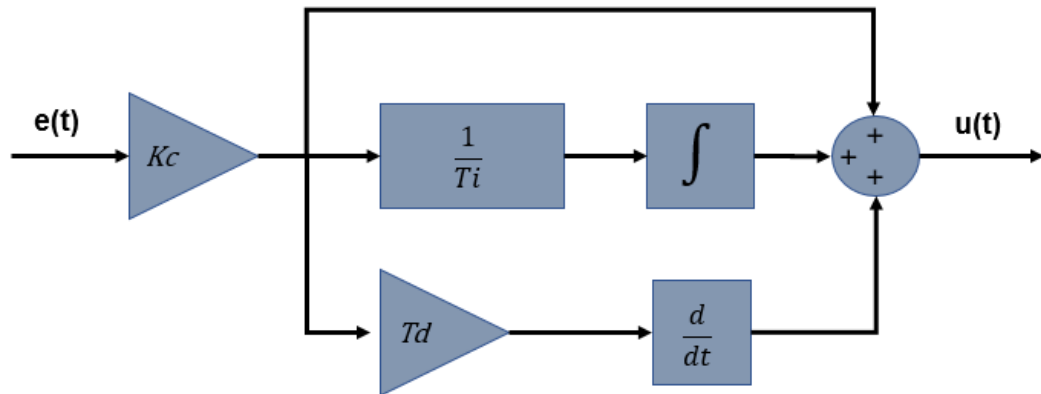 e(t)
Kc
1
Ti
∫
+
+
+
u(t)
Td
d
dt